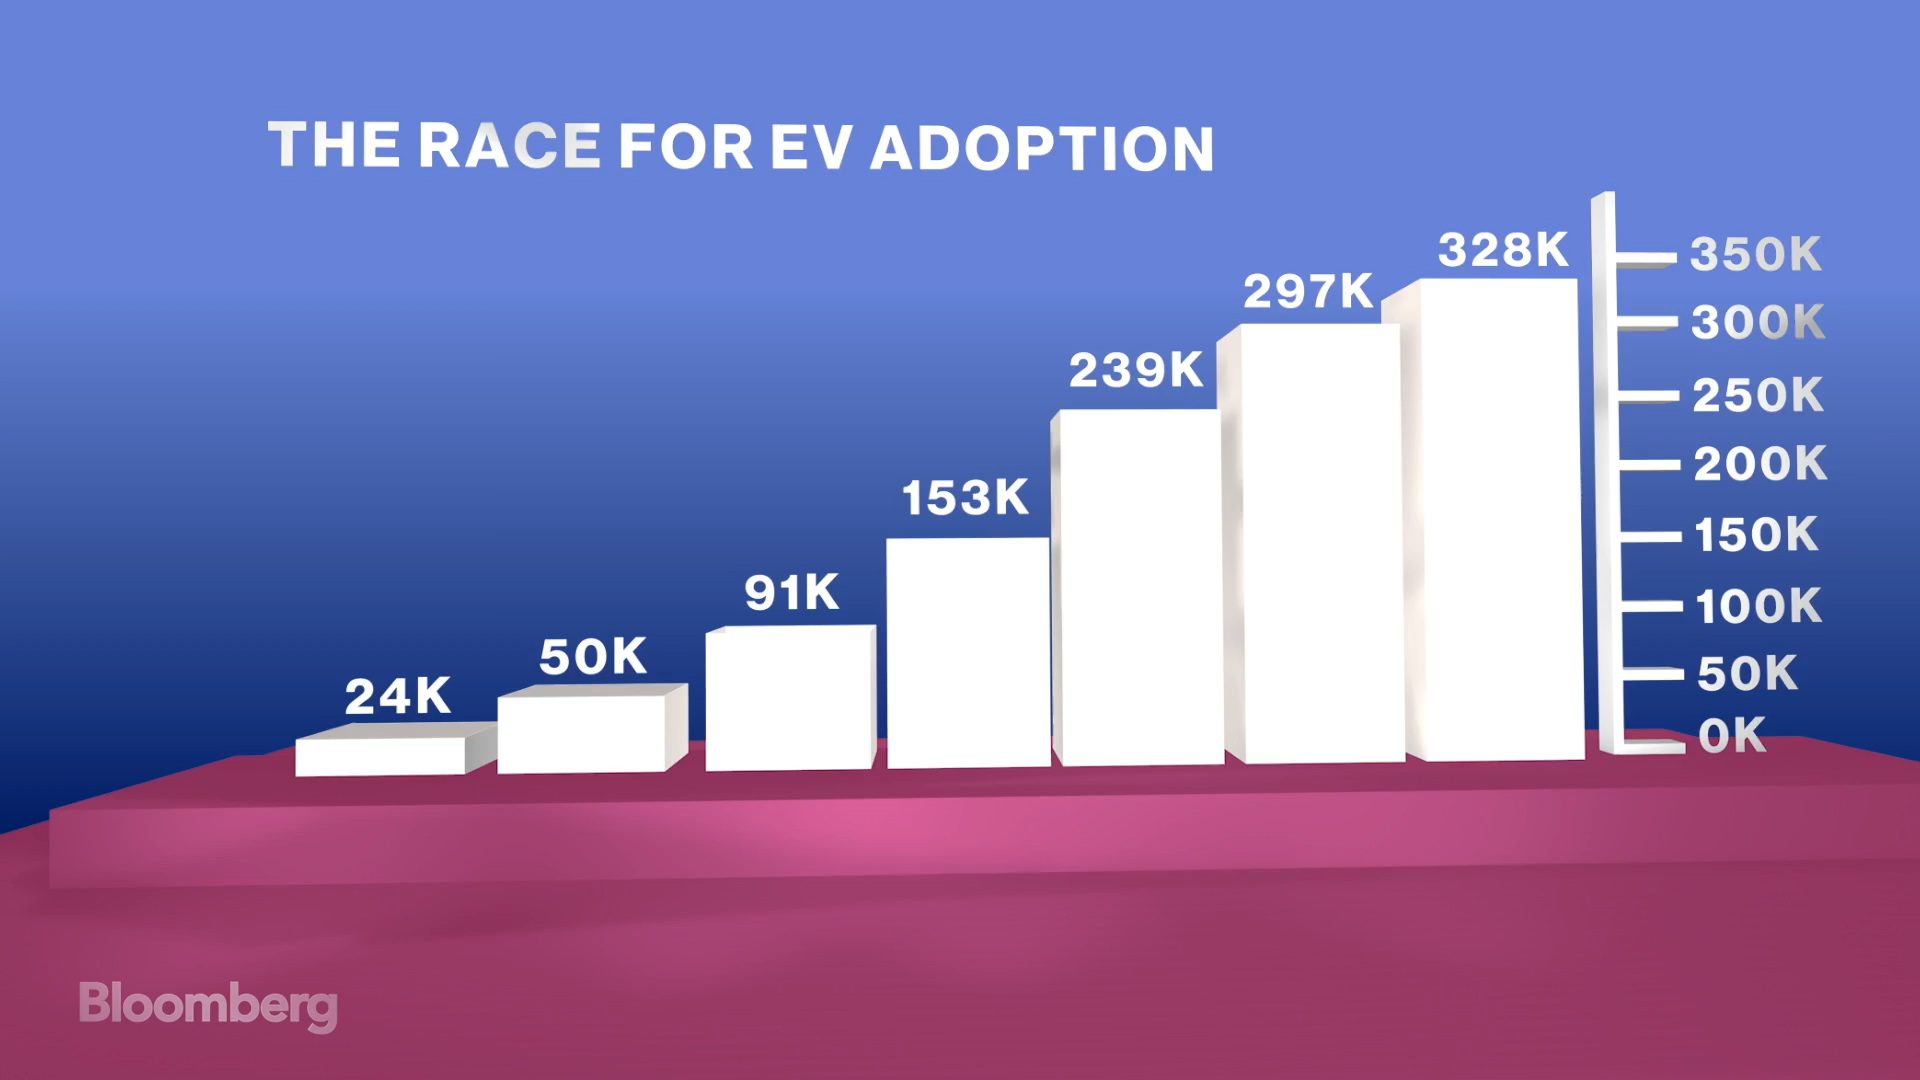 THE RACE FOR EV ADOPTION
24K
50K
91K
153K
239K
297K
328K
350K
300K
250K
200K
150K
100K
50K
0K
Bloomberg